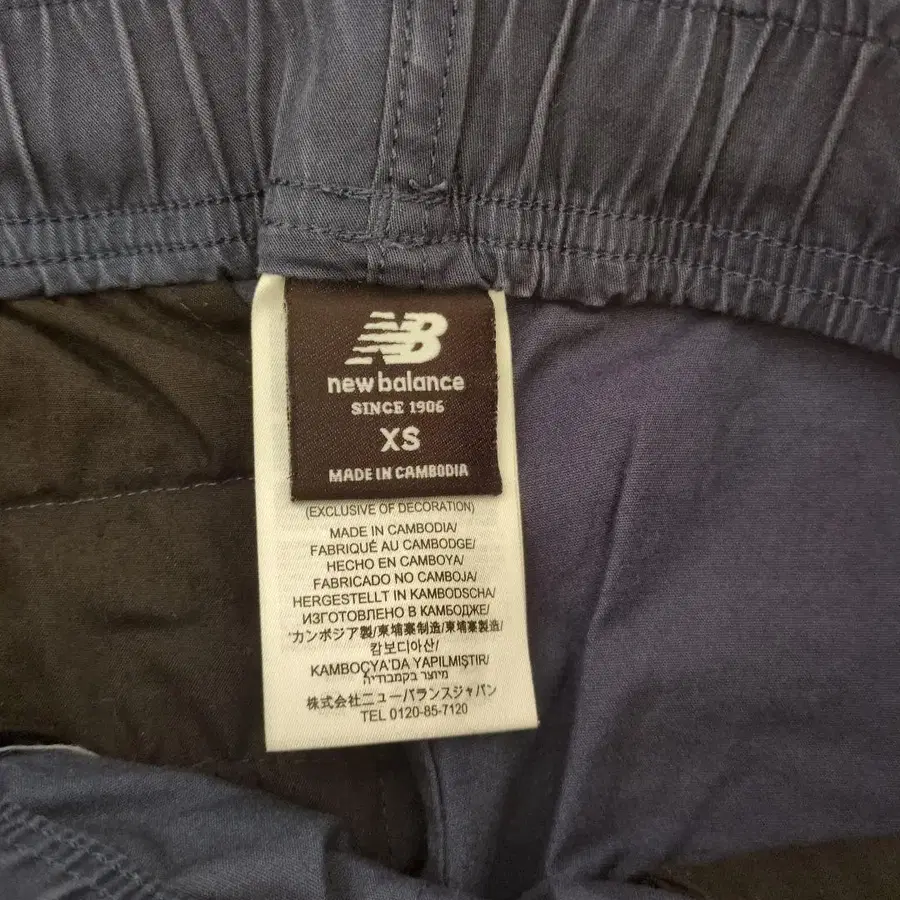 NB
new balance
SINCE 1906
XS
MADE IN CAMBODIA
(EXCLUSIVE OF DECORATION)
MADE IN CAMBODIA/
FABRIQUÉ AU CAMBODGE/
HECHO EN CAMBOYA/
FABRICADO NO CAMBOJA/
HERGESTELLT IN KAMBODSCHA/
ИЗГОТОВЛЕНО В КАМБОДЖЕ/
カンボジア製/柬埔寨制造/柬埔寨製造/
캄보디아산/
KAMBOÇYA'DA YAPILMIŞTIR/
מיוצר בקמבודיה
株式会社ニューバランスジャパン
TEL 0120-85-7120